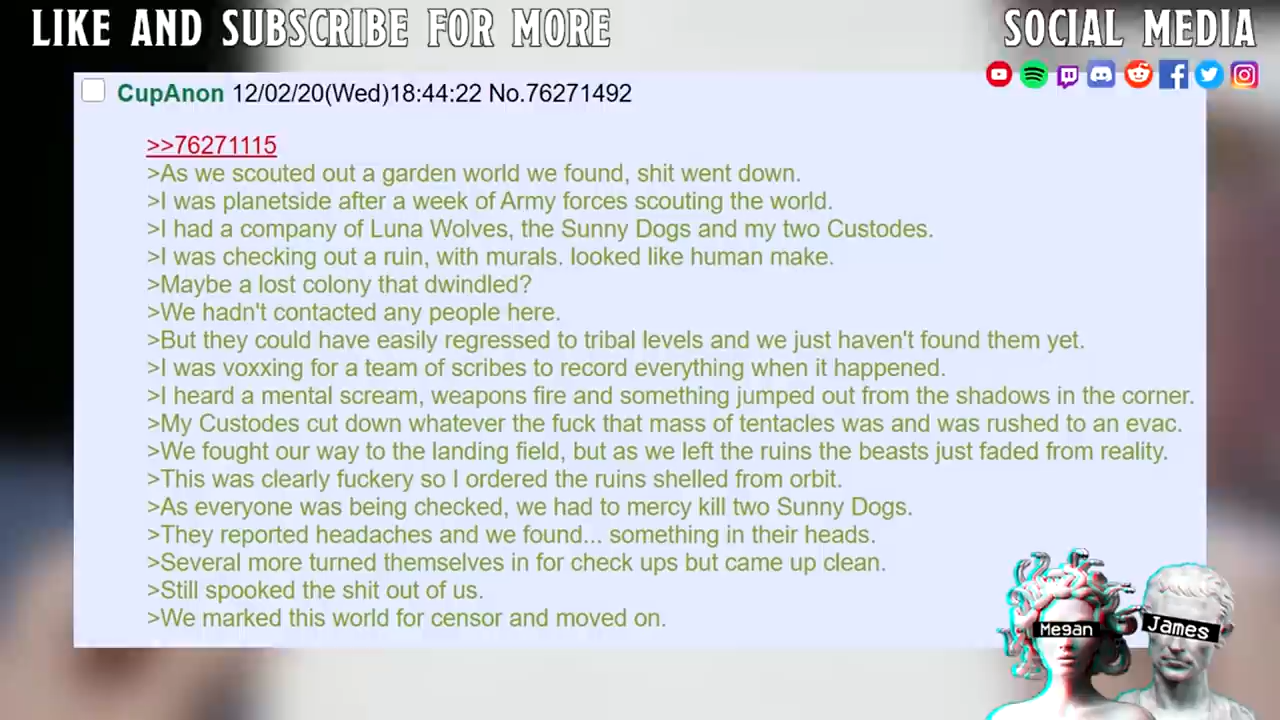 LIKE AND SUBSCRIBE FOR MORE
SOCIAL MEDIA
CupAnon 12/02/20(Wed)18:44:22 No.76271492
>>76271115
>As we scouted out a garden world we found, shit went down.
>I was planetside after a week of Army forces scouting the world.
>I had a company of Luna Wolves, the Sunny Dogs and my two Custodes.
>I was checking out a ruin, with murals. looked like human make.
>Maybe a lost colony that dwindled?
>We hadn't contacted any people here.
>But they could have easily regressed to tribal levels and we just haven't found them yet.
>I was voxxing for a team of scribes to record everything when it happened.
>I heard a mental scream, weapons fire and something jumped out from the shadows in the corner.
>My Custodes cut down whatever the fuck that mass of tentacles was and was rushed to an evac.
>We fought our way to the landing field, but as we left the ruins the beasts just faded from reality.
>This was clearly fuckery so I ordered the ruins shelled from orbit.
>As everyone was being checked, we had to mercy kill two Sunny Dogs.
>They reported headaches and we found... something in their heads.
>Several more turned themselves in for check ups but came up clean.
>Still spooked the shit out of us.
>We marked this world for censor and moved on.
Megan
James